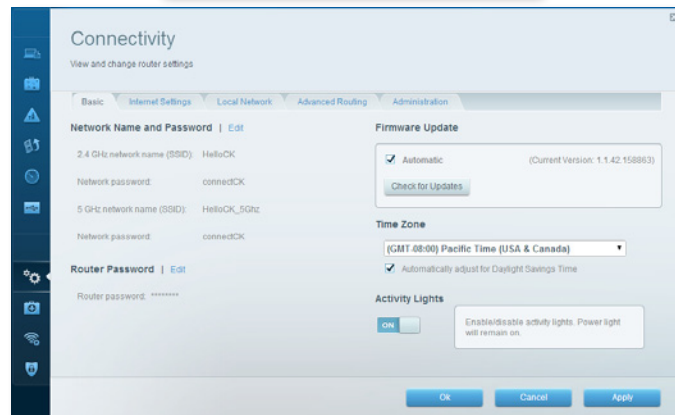 Connectivity
View and change router settings
Basic Internet Settings Local Network Advanced Routing Administration
Network Name and Password | Edit
2.4 GHz network name (SSID): HelloCK
Network password: connectCK
5 GHz network name (SSID): HelloCK_5Ghz
Network password: connectCK
Router Password | Edit
Router password: ********
Firmware Update
Automatic (Current Version: 1.1.42.158863)
Check for Updates
Time Zone
(GMT-08:00) Pacific Time (USA & Canada)
Automatically adjust for Daylight Savings Time
Activity Lights
ON
Enable/disable activity lights. Power light
will remain on.
Ok Cancel Apply